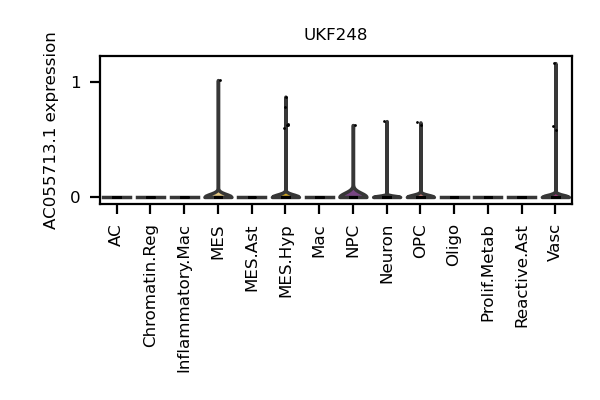 UKF248
AC055713.1 expression
1
0
AC
Chromatin.Reg
Inflammatory.Mac
MES
MES.Ast
MES.Hyp
Mac
NPC
Neuron
OPC
Oligo
Prolif.Metab
Reactive.Ast
Vasc